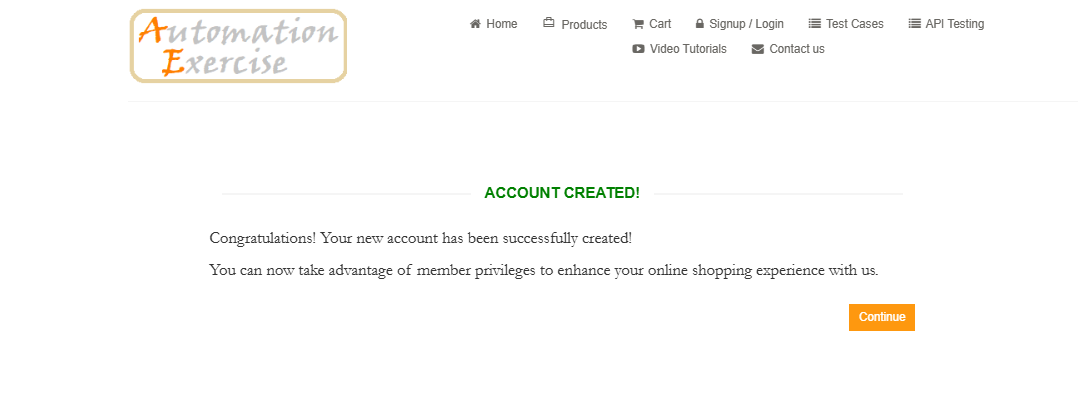 Automation
Exercise
Home Products Cart Signup / Login Test Cases API Testing
Video Tutorials Contact us
ACCOUNT CREATED!
Congratulations! Your new account has been successfully created!
You can now take advantage of member privileges to enhance your online shopping experience with us.
Continue